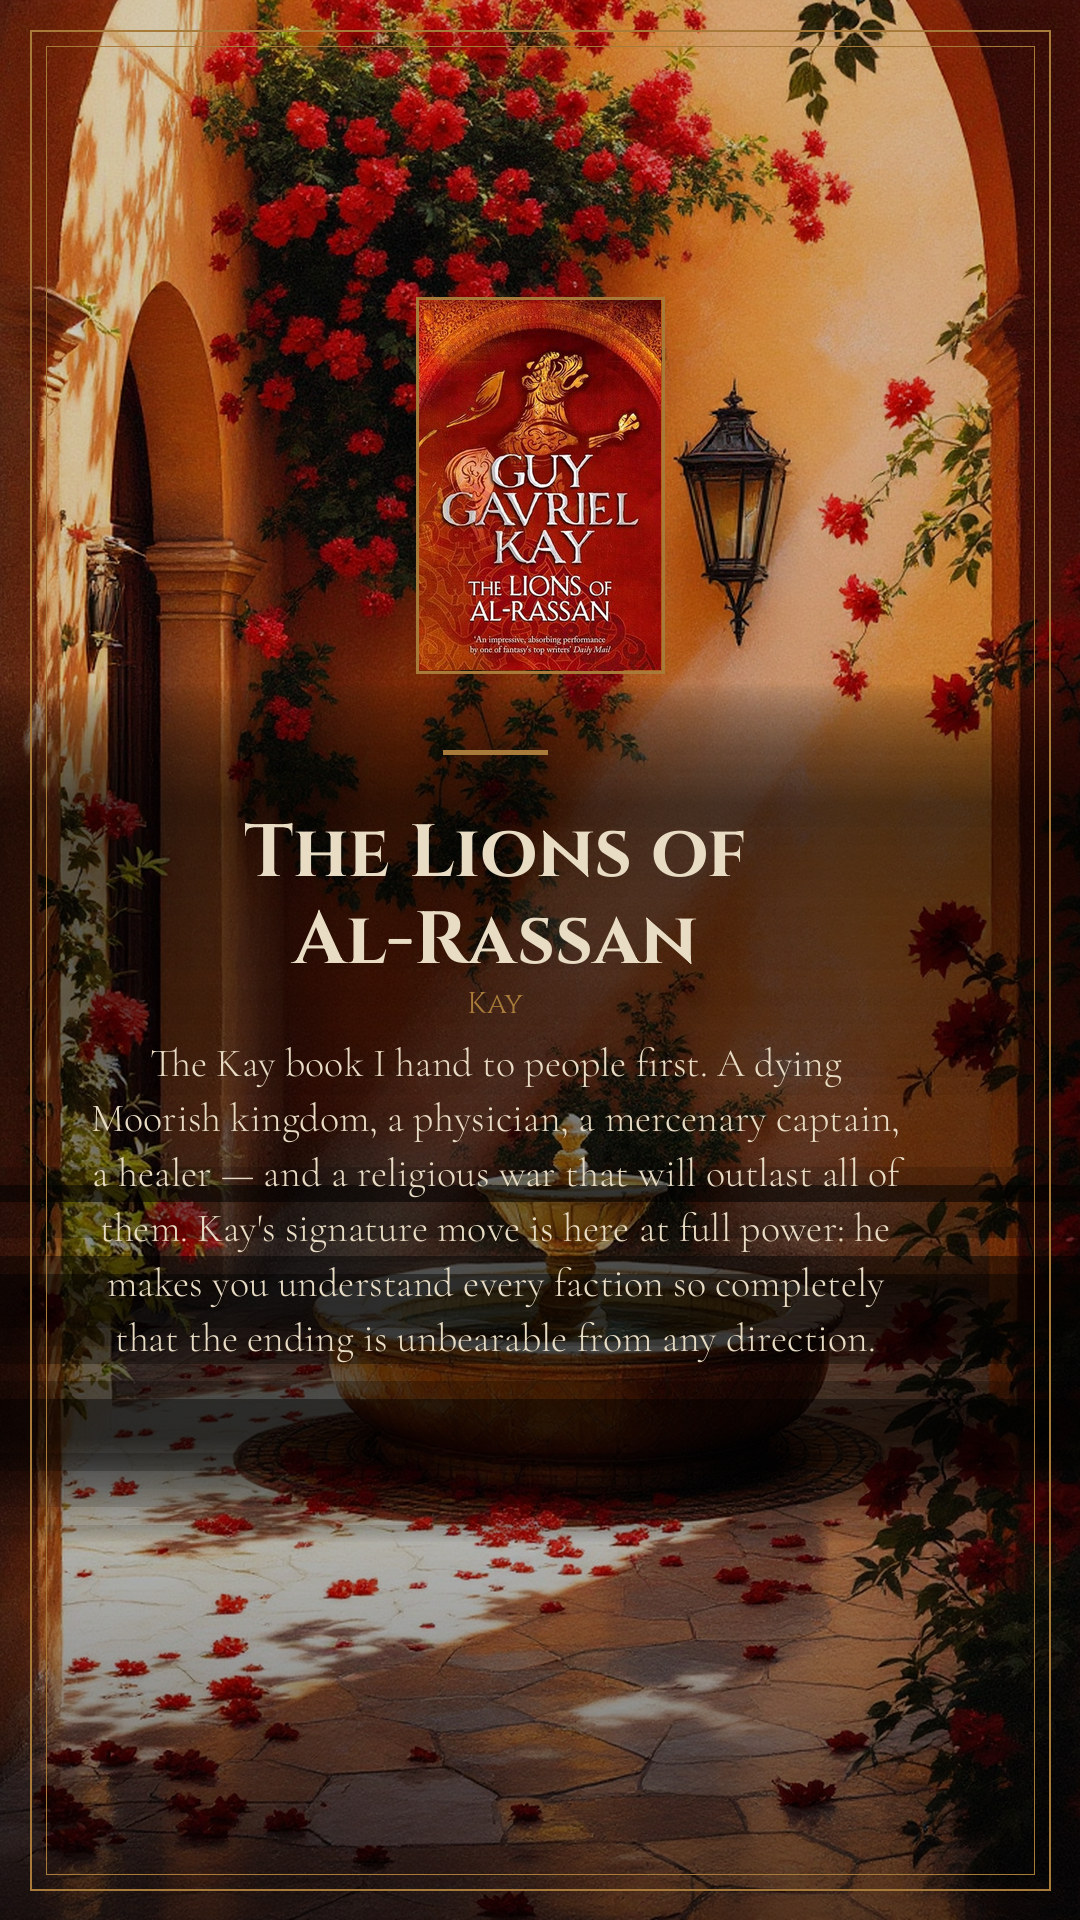 GUY
GAVRIEL
KAY
THE LIONS OF
AL-RASSAN
'An impressive, absorbing performance
by one of fantasy's top writers' Daily Mail
The Lions of
Al-Rassan
Kay
The Kay book I hand to people first. A dying
Moorish kingdom, a physician, a mercenary captain,
a healer — and a religious war that will outlast all of
them. Kay's signature move is here at full power: he
makes you understand every faction so completely
that the ending is unbearable from any direction.